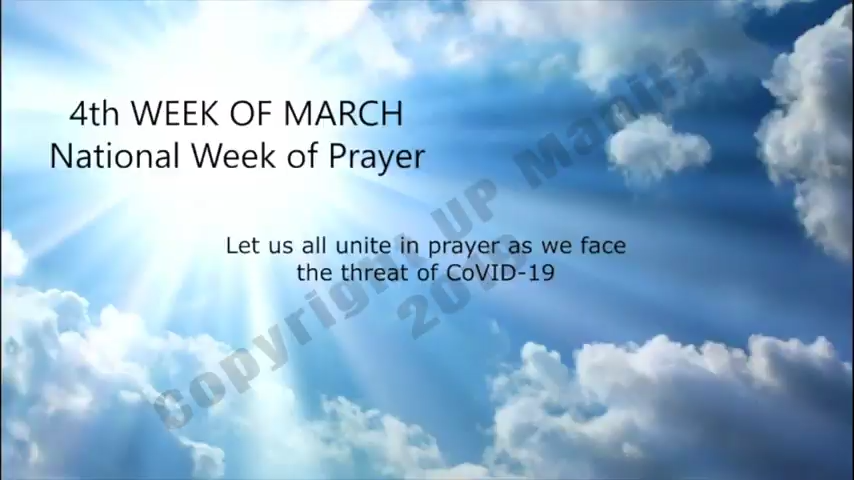 4th WEEK OF MARCH
National Week of Prayer
Let us all unite in prayer as we face
the threat of CoVID-19
Copyright UP Manila